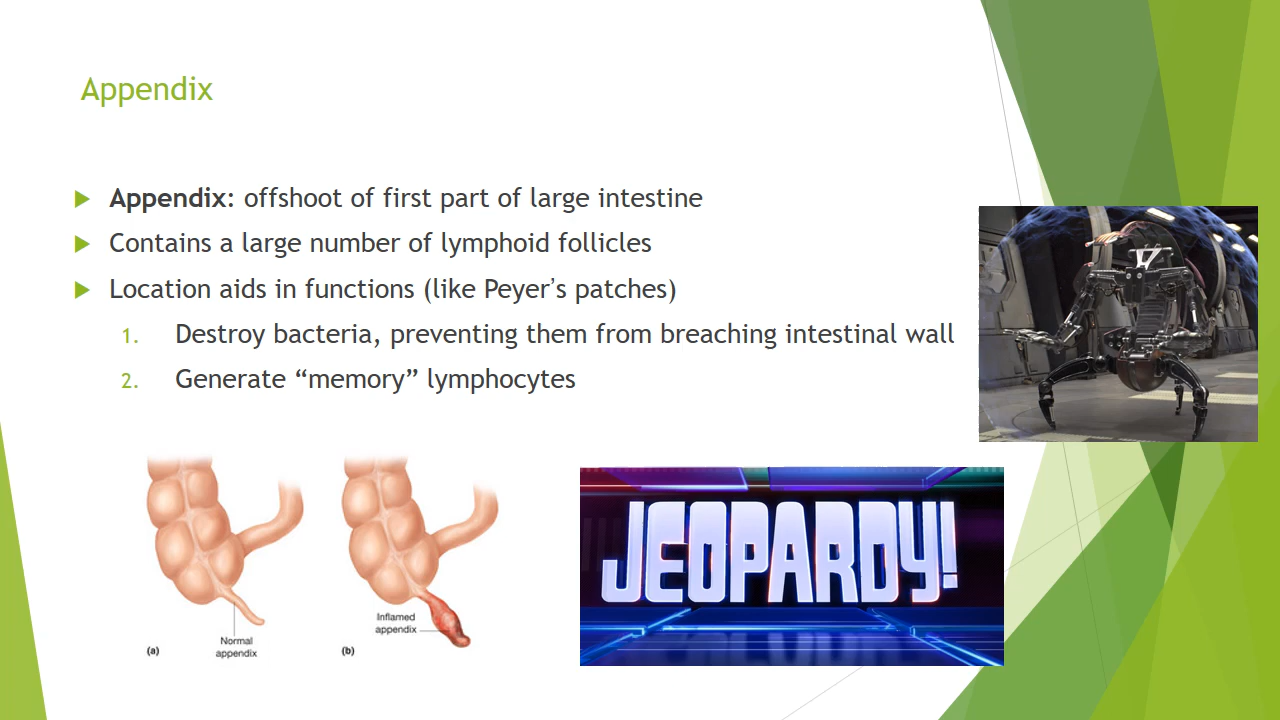 Appendix
Appendix: offshoot of first part of large intestine
Contains a large number of lymphoid follicles
Location aids in functions (like Peyer’s patches)
1. Destroy bacteria, preventing them from breaching intestinal wall
2. Generate “memory” lymphocytes
Normal
appendix
(a)
Inflamed
appendix
(b)
JEOPARDY!